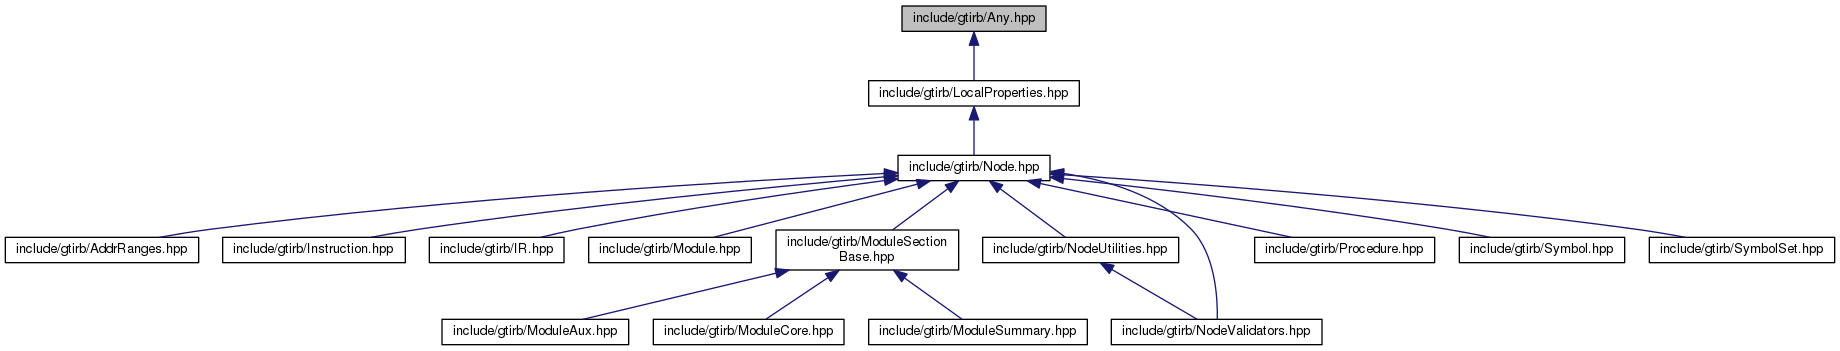 include/gtirb/Any.hpp
include/gtirb/LocalProperties.hpp
include/gtirb/Node.hpp
include/gtirb/AddrRanges.hpp
include/gtirb/Instruction.hpp
include/gtirb/IR.hpp
include/gtirb/Module.hpp
include/gtirb/ModuleSection
Base.hpp
include/gtirb/NodeUtilities.hpp
include/gtirb/Procedure.hpp
include/gtirb/Symbol.hpp
include/gtirb/SymbolSet.hpp
include/gtirb/ModuleAux.hpp
include/gtirb/ModuleCore.hpp
include/gtirb/ModuleSummary.hpp
include/gtirb/NodeValidators.hpp